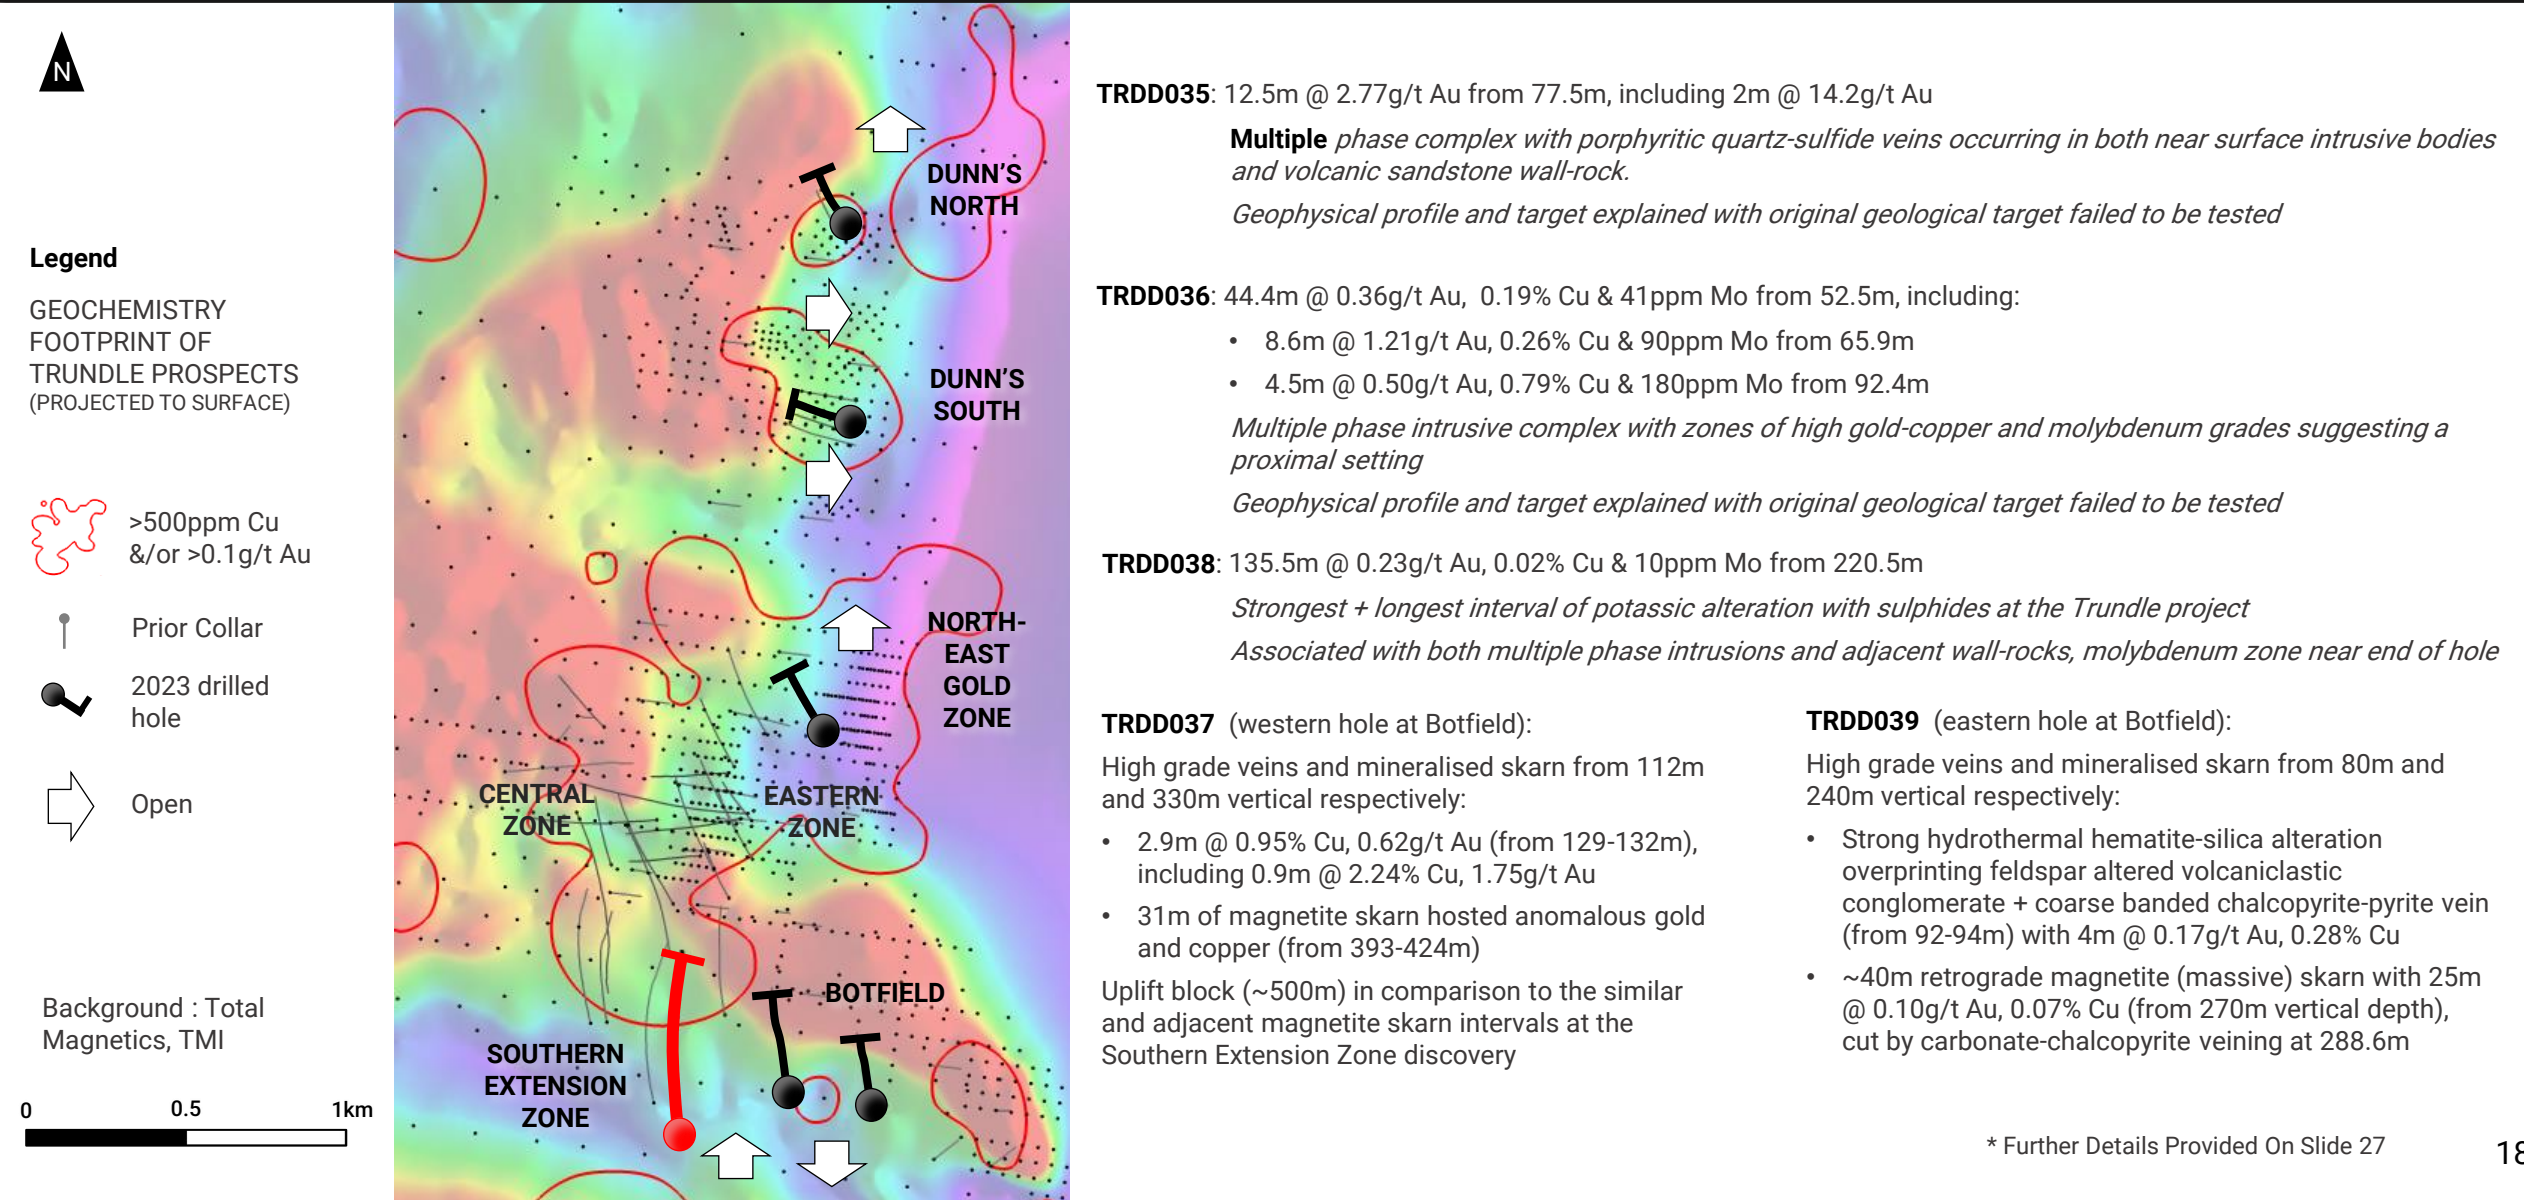 N
Legend
GEOCHEMISTRY
FOOTPRINT OF
TRUNDLE PROSPECTS
(PROJECTED TO SURFACE)
>500ppm Cu
&/or >0.1g/t Au
Prior Collar
2023 drilled
hole
Open
Background : Total
Magnetics, TMI
0 0.5 1km
DUNN'S
NORTH
DUNN'S
SOUTH
NORTH-
EAST
GOLD
ZONE
CENTRAL
ZONE
EASTERN
ZONE
BOTFIELD
SOUTHERN
EXTENSION
ZONE
TRDD035: 12.5m @ 2.77g/t Au from 77.5m, including 2m @ 14.2g/t Au
Multiple phase complex with porphyritic quartz-sulfide veins occurring in both near surface intrusive bodies
and volcanic sandstone wall-rock.
Geophysical profile and target explained with original geological target failed to be tested
TRDD036: 44.4m @ 0.36g/t Au, 0.19% Cu & 41ppm Mo from 52.5m, including:
• 8.6m @ 1.21g/t Au, 0.26% Cu & 90ppm Mo from 65.9m
• 4.5m @ 0.50g/t Au, 0.79% Cu & 180ppm Mo from 92.4m
Multiple phase intrusive complex with zones of high gold-copper and molybdenum grades suggesting a
proximal setting
Geophysical profile and target explained with original geological target failed to be tested
TRDD038: 135.5m @ 0.23g/t Au, 0.02% Cu & 10ppm Mo from 220.5m
Strongest + longest interval of potassic alteration with sulphides at the Trundle project
Associated with both multiple phase intrusions and adjacent wall-rocks, molybdenum zone near end of hole
TRDD037 (western hole at Botfield):
High grade veins and mineralised skarn from 112m
and 330m vertical respectively:
• 2.9m @ 0.95% Cu, 0.62g/t Au (from 129-132m),
including 0.9m @ 2.24% Cu, 1.75g/t Au
• 31m of magnetite skarn hosted anomalous gold
and copper (from 393-424m)
Uplift block (~500m) in comparison to the similar
and adjacent magnetite skarn intervals at the
Southern Extension Zone discovery
TRDD039 (eastern hole at Botfield):
High grade veins and mineralised skarn from 80m and
240m vertical respectively:
• Strong hydrothermal hematite-silica alteration
overprinting feldspar altered volcaniclastic
conglomerate + coarse banded chalcopyrite-pyrite vein
(from 92-94m) with 4m @ 0.17g/t Au, 0.28% Cu
• ~40m retrograde magnetite (massive) skarn with 25m
@ 0.10g/t Au, 0.07% Cu (from 270m vertical depth),
cut by carbonate-chalcopyrite veining at 288.6m
* Further Details Provided On Slide 27
18